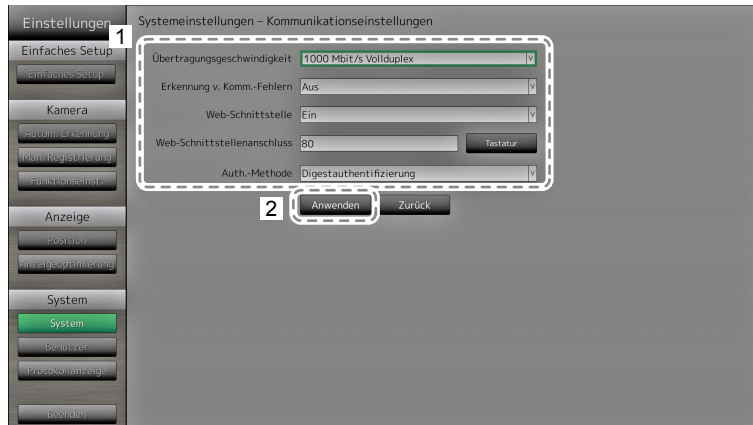 Einstellungen
1
Einfaches Setup
Einfaches Setup
Kamera
Autom. Erkennung
Man. Registrierung
Funktionseinst.
Anzeige
Position
Anzeigeoptimierung
System
System
Benutzer
Protokollanzeige
Beenden
Systemeinstellungen – Kommunikationseinstellungen
Übertragungsgeschwindigkeit 1000 Mbit/s Vollduplex
Erkennung v. Komm.-Fehlern Aus
Web-Schnittstelle Ein
Web-Schnittstellenanschluss 80 Tastatur
Auth.-Methode Digestauthentifizierung
2 Anwenden Zurück